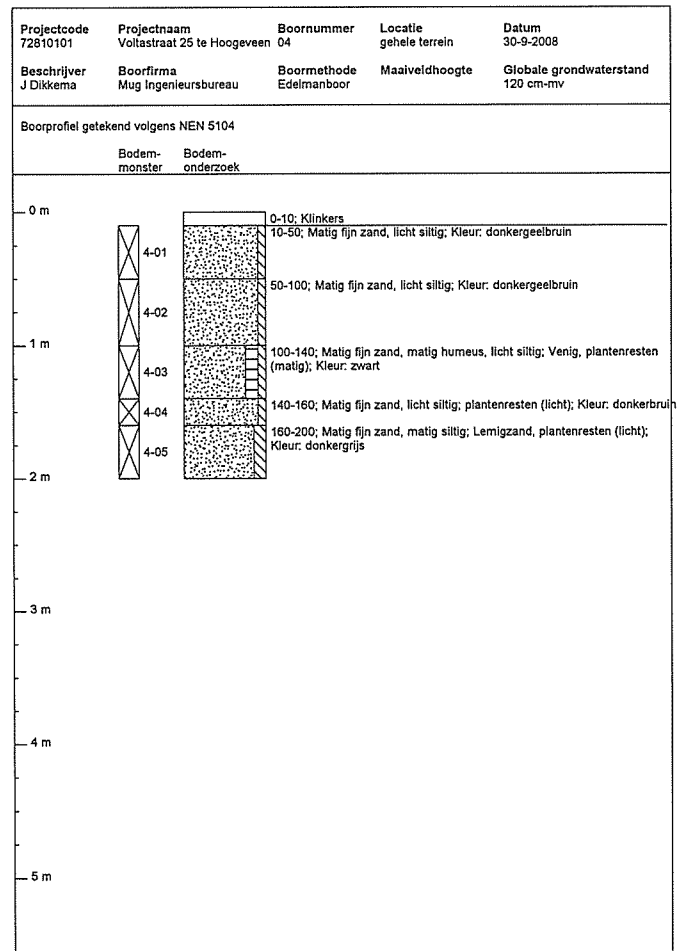 Projectcode Projectnaam Boornummer Locatie Datum
72810101 Voltastraat 25 te Hoogeveen 04 gehele terrein 30-9-2008
Beschrijver Boorfirma Boormethode Maaiveldhoogte Globale grondwaterstand
J Dikkema Mug Ingenieursbureau Edelmanboor 120 cm-mv
Boorprofiel getekend volgens NEN 5104
Bodem- Bodem-
monster onderzoek
0 m
0-10; Klinkers
10-50; Matig fijn zand, licht siltig; Kleur: donkergeelbruin
4-01
50-100; Matig fijn zand, licht siltig; Kleur: donkergeelbruin
4-02
1 m
100-140; Matig fijn zand, matig humeus, licht siltig; Venig, plantenresten
(matig); Kleur: zwart
4-03
140-160; Matig fijn zand, licht siltig; plantenresten (licht); Kleur: donkerbruin
4-04
160-200; Matig fijn zand, matig siltig; Lemigzand, plantenresten (licht);
Kleur: donkergrijs
4-05
2 m
3 m
4 m
5 m